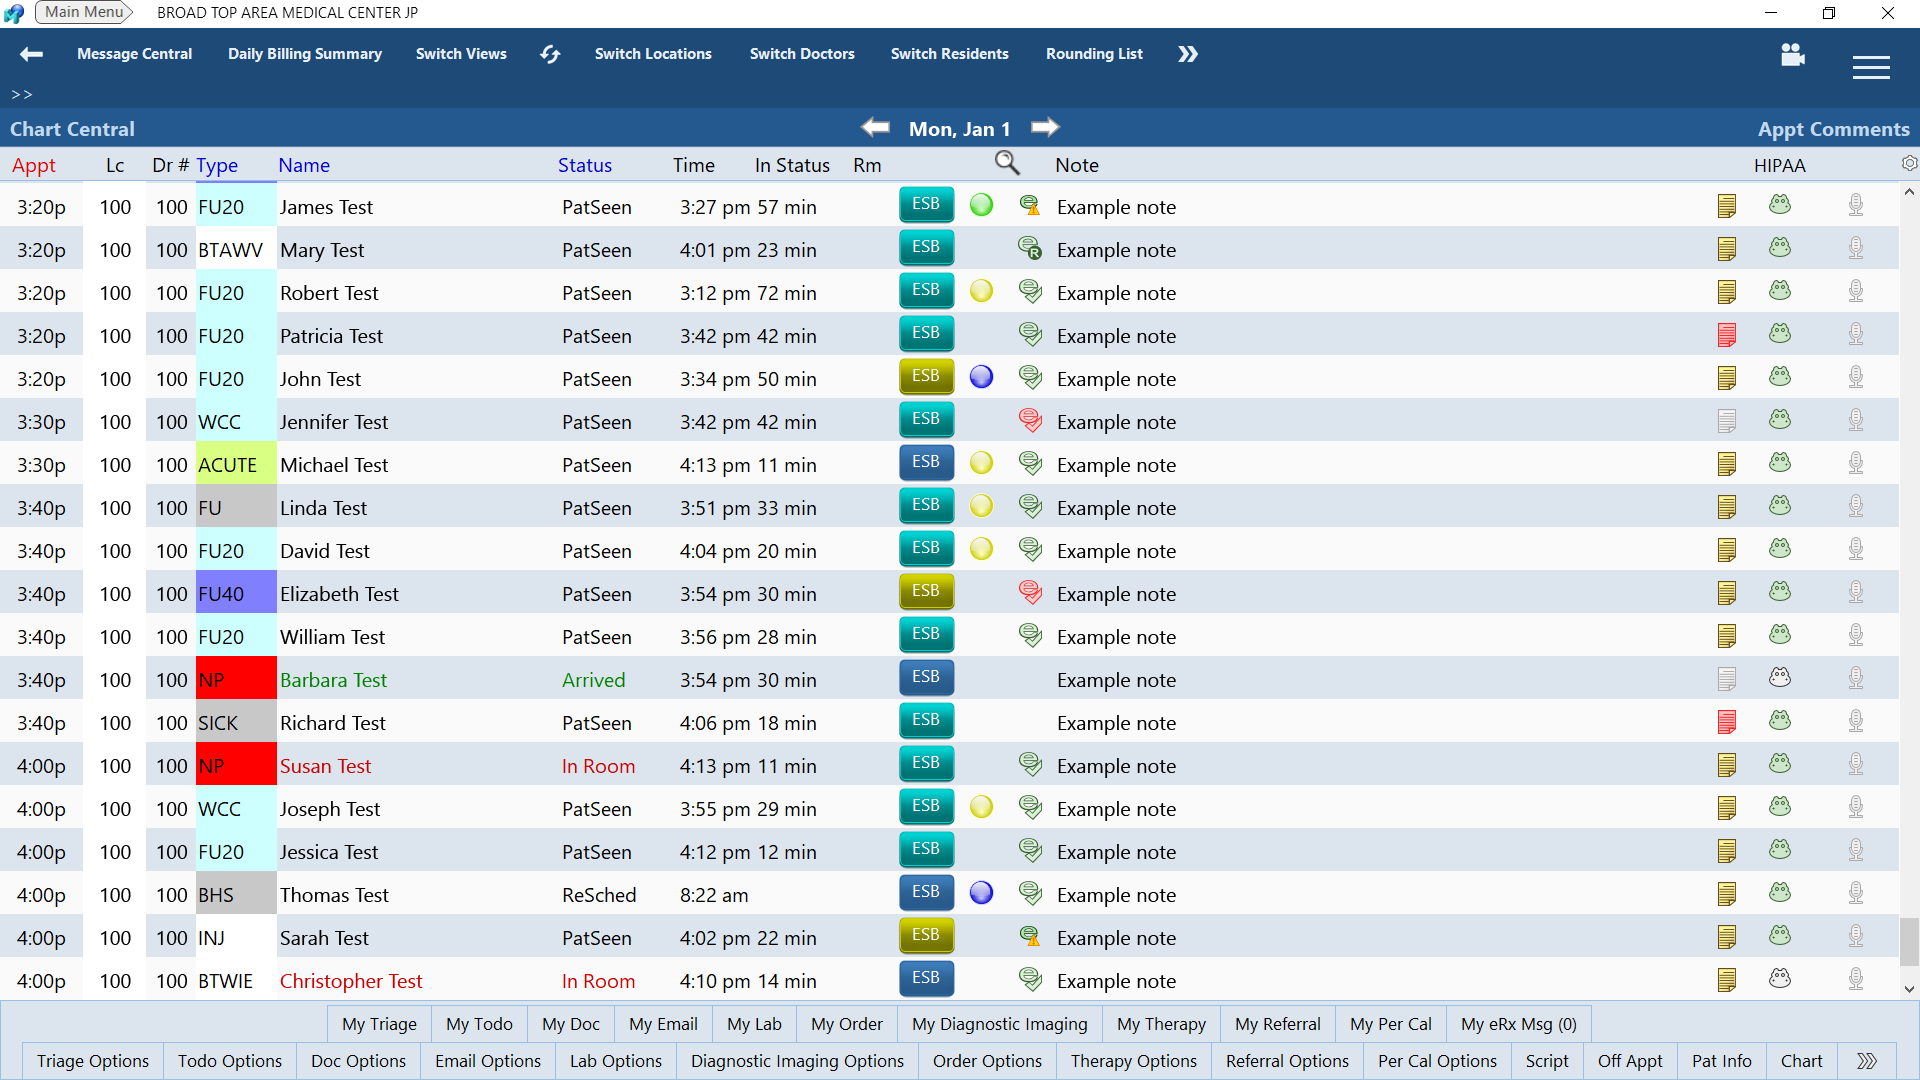 Main Menu BROAD TOP AREA MEDICAL CENTER JP
Message Central Daily Billing Summary Switch Views Switch Locations Switch Doctors Switch Residents Rounding List
>>
Chart Central Mon, Jan 1 Appt Comments
Appt Lc Dr # Type Name Status Time In Status Rm Note HIPAA
3:20p 100 100 FU20 James Test PatSeen 3:27 pm 57 min ESB Example note
3:20p 100 100 BTAWV Mary Test PatSeen 4:01 pm 23 min ESB Example note
3:20p 100 100 FU20 Robert Test PatSeen 3:12 pm 72 min ESB Example note
3:20p 100 100 FU20 Patricia Test PatSeen 3:42 pm 42 min ESB Example note
3:20p 100 100 FU20 John Test PatSeen 3:34 pm 50 min ESB Example note
3:30p 100 100 WCC Jennifer Test PatSeen 3:42 pm 42 min ESB Example note
3:30p 100 100 ACUTE Michael Test PatSeen 4:13 pm 11 min ESB Example note
3:40p 100 100 FU Linda Test PatSeen 3:51 pm 33 min ESB Example note
3:40p 100 100 FU20 David Test PatSeen 4:04 pm 20 min ESB Example note
3:40p 100 100 FU40 Elizabeth Test PatSeen 3:54 pm 30 min ESB Example note
3:40p 100 100 FU20 William Test PatSeen 3:56 pm 28 min ESB Example note
3:40p 100 100 NP Barbara Test Arrived 3:54 pm 30 min ESB Example note
3:40p 100 100 SICK Richard Test PatSeen 4:06 pm 18 min ESB Example note
4:00p 100 100 NP Susan Test In Room 4:13 pm 11 min ESB Example note
4:00p 100 100 WCC Joseph Test PatSeen 3:55 pm 29 min ESB Example note
4:00p 100 100 FU20 Jessica Test PatSeen 4:12 pm 12 min ESB Example note
4:00p 100 100 BHS Thomas Test ReSched 8:22 am ESB Example note
4:00p 100 100 INJ Sarah Test PatSeen 4:02 pm 22 min ESB Example note
4:00p 100 100 BTWIE Christopher Test In Room 4:10 pm 14 min ESB Example note
My Triage My Todo My Doc My Email My Lab My Order My Diagnostic Imaging My Therapy My Referral My Per Cal My eRx Msg (0)
Triage Options Todo Options Doc Options Email Options Lab Options Diagnostic Imaging Options Order Options Therapy Options Referral Options Per Cal Options Script Off Appt Pat Info Chart